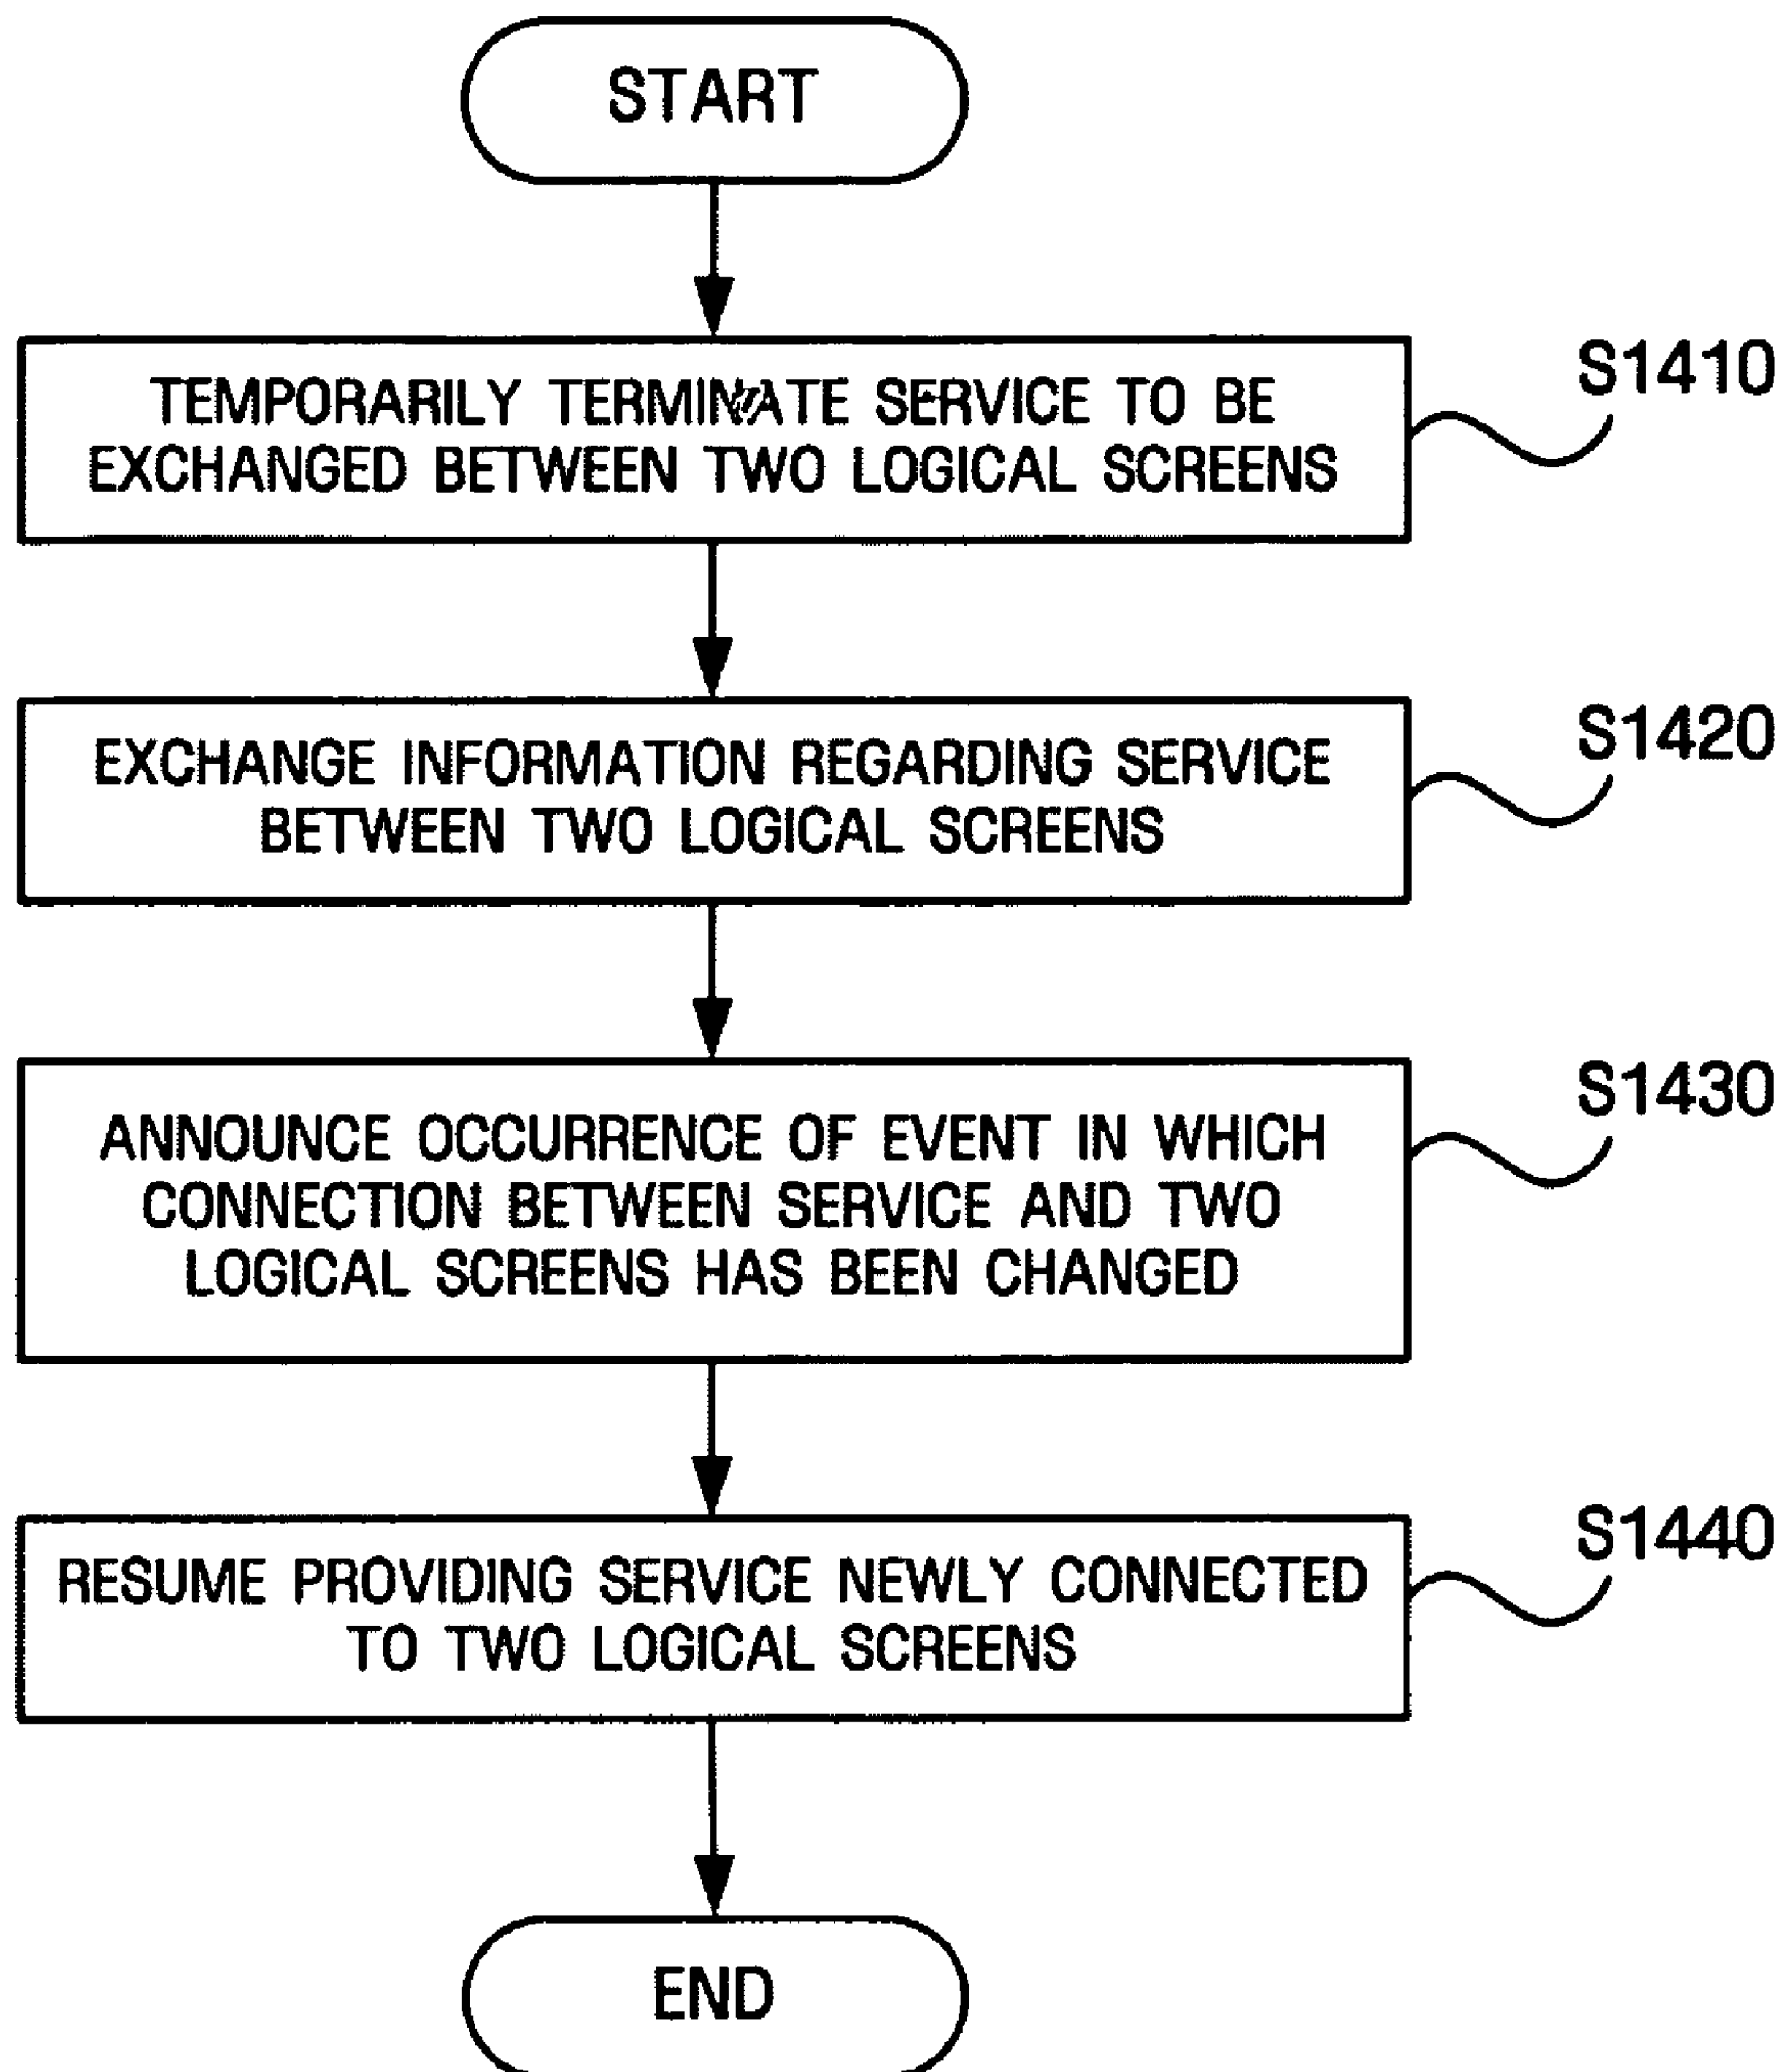 START
TEMPORARILY TERMINATE SERVICE TO BE
EXCHANGED BETWEEN TWO LOGICAL SCREENS
S1410
EXCHANGE INFORMATION REGARDING SERVICE
BETWEEN TWO LOGICAL SCREENS
S1420
ANNOUNCE OCCURRENCE OF EVENT IN WHICH
CONNECTION BETWEEN SERVICE AND TWO
LOGICAL SCREENS HAS BEEN CHANGED
S1430
RESUME PROVIDING SERVICE NEWLY CONNECTED
TO TWO LOGICAL SCREENS
S1440
END